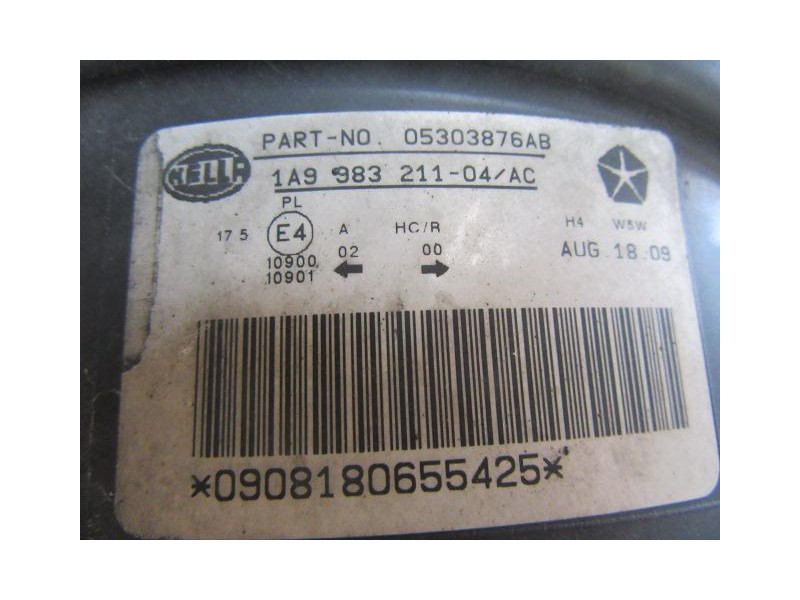 HELLA
PART-NO. 05303876AB
1A9 983 211-04/AC
PL
17 5 E4 A HC/R H4 W5W
10900 02 00 AUG 18 09
10901
*0908180655425*